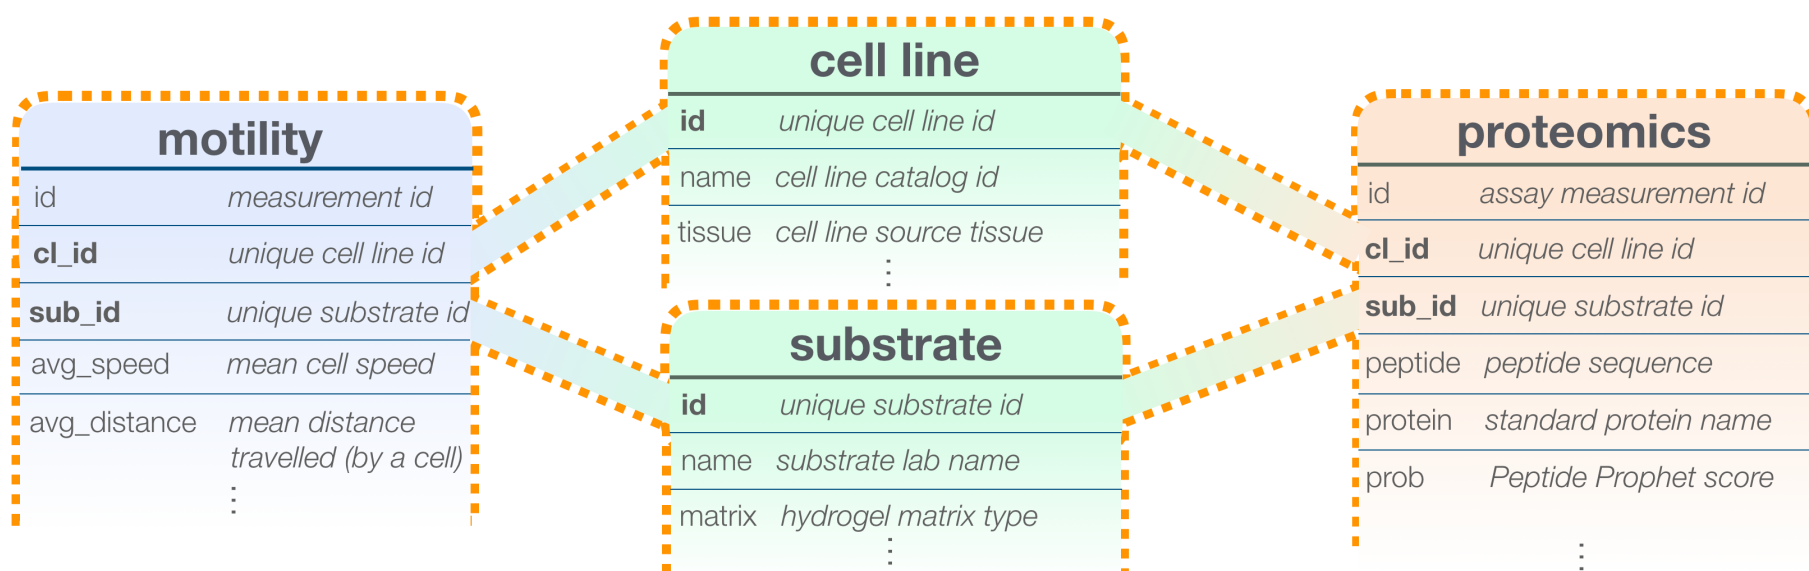 motility
id measurement id
cl_id unique cell line id
sub_id unique substrate id
avg_speed mean cell speed
avg_distance mean distance
travelled (by a cell)
cell line
id unique cell line id
name cell line catalog id
tissue cell line source tissue
substrate
id unique substrate id
name substrate lab name
matrix hydrogel matrix type
proteomics
id assay measurement id
cl_id unique cell line id
sub_id unique substrate id
peptide peptide sequence
protein standard protein name
prob Peptide Prophet score